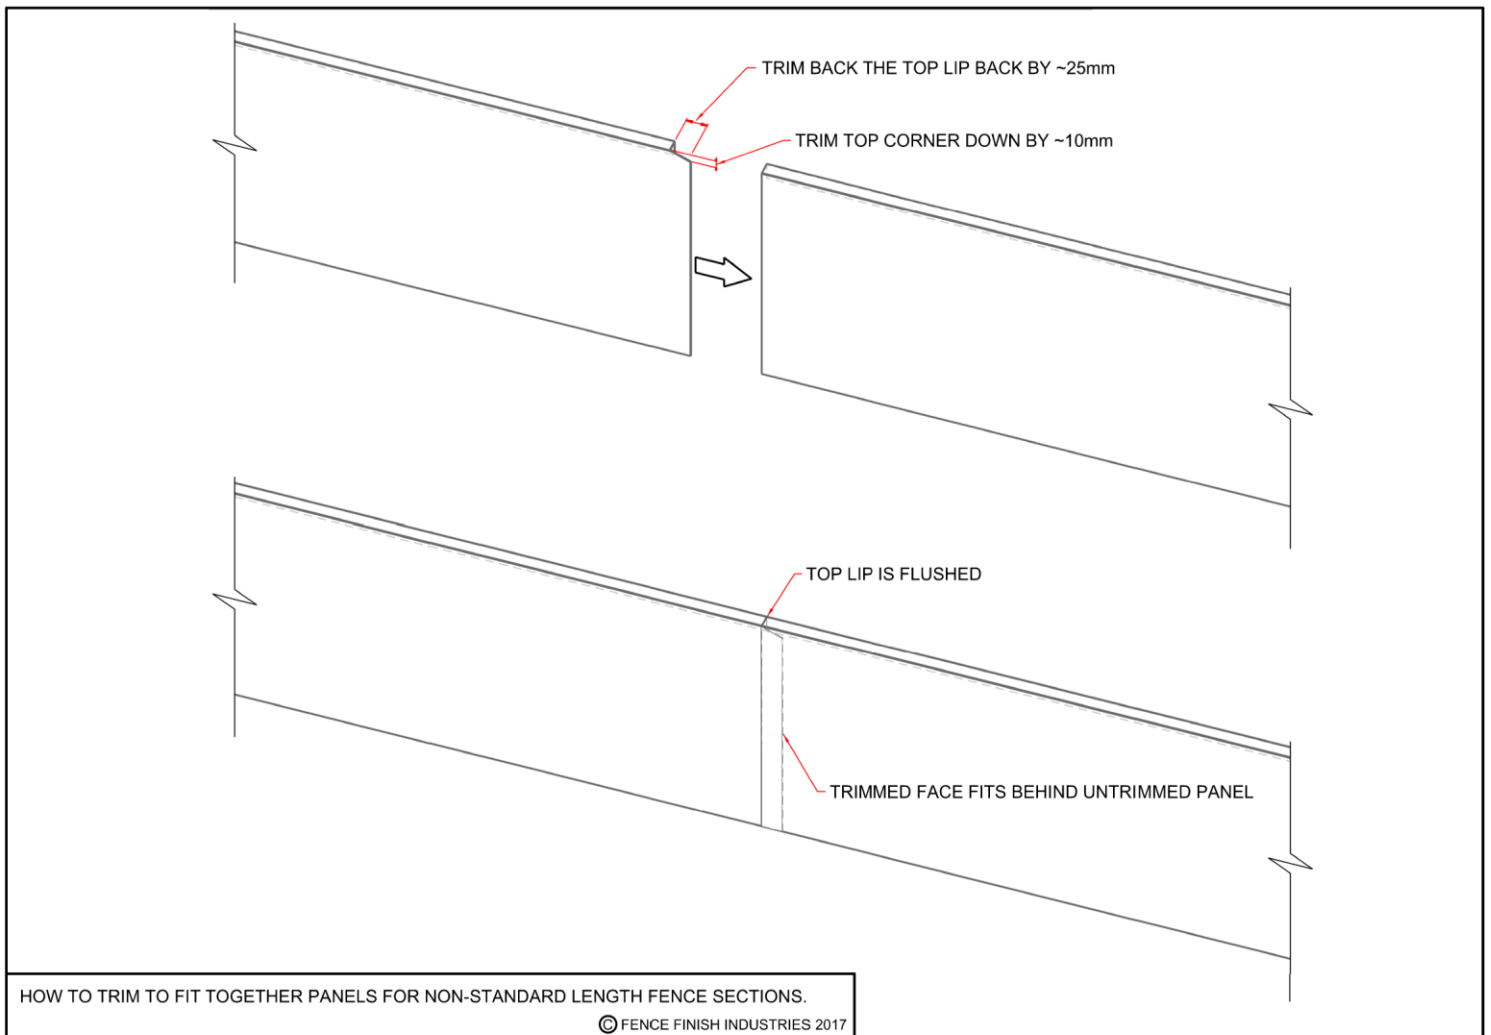 TRIM BACK THE TOP LIP BACK BY ~25mm
TRIM TOP CORNER DOWN BY ~10mm
TOP LIP IS FLUSHED
TRIMMED FACE FITS BEHIND UNTRIMMED PANEL
HOW TO TRIM TO FIT TOGETHER PANELS FOR NON-STANDARD LENGTH FENCE SECTIONS.
© FENCE FINISH INDUSTRIES 2017